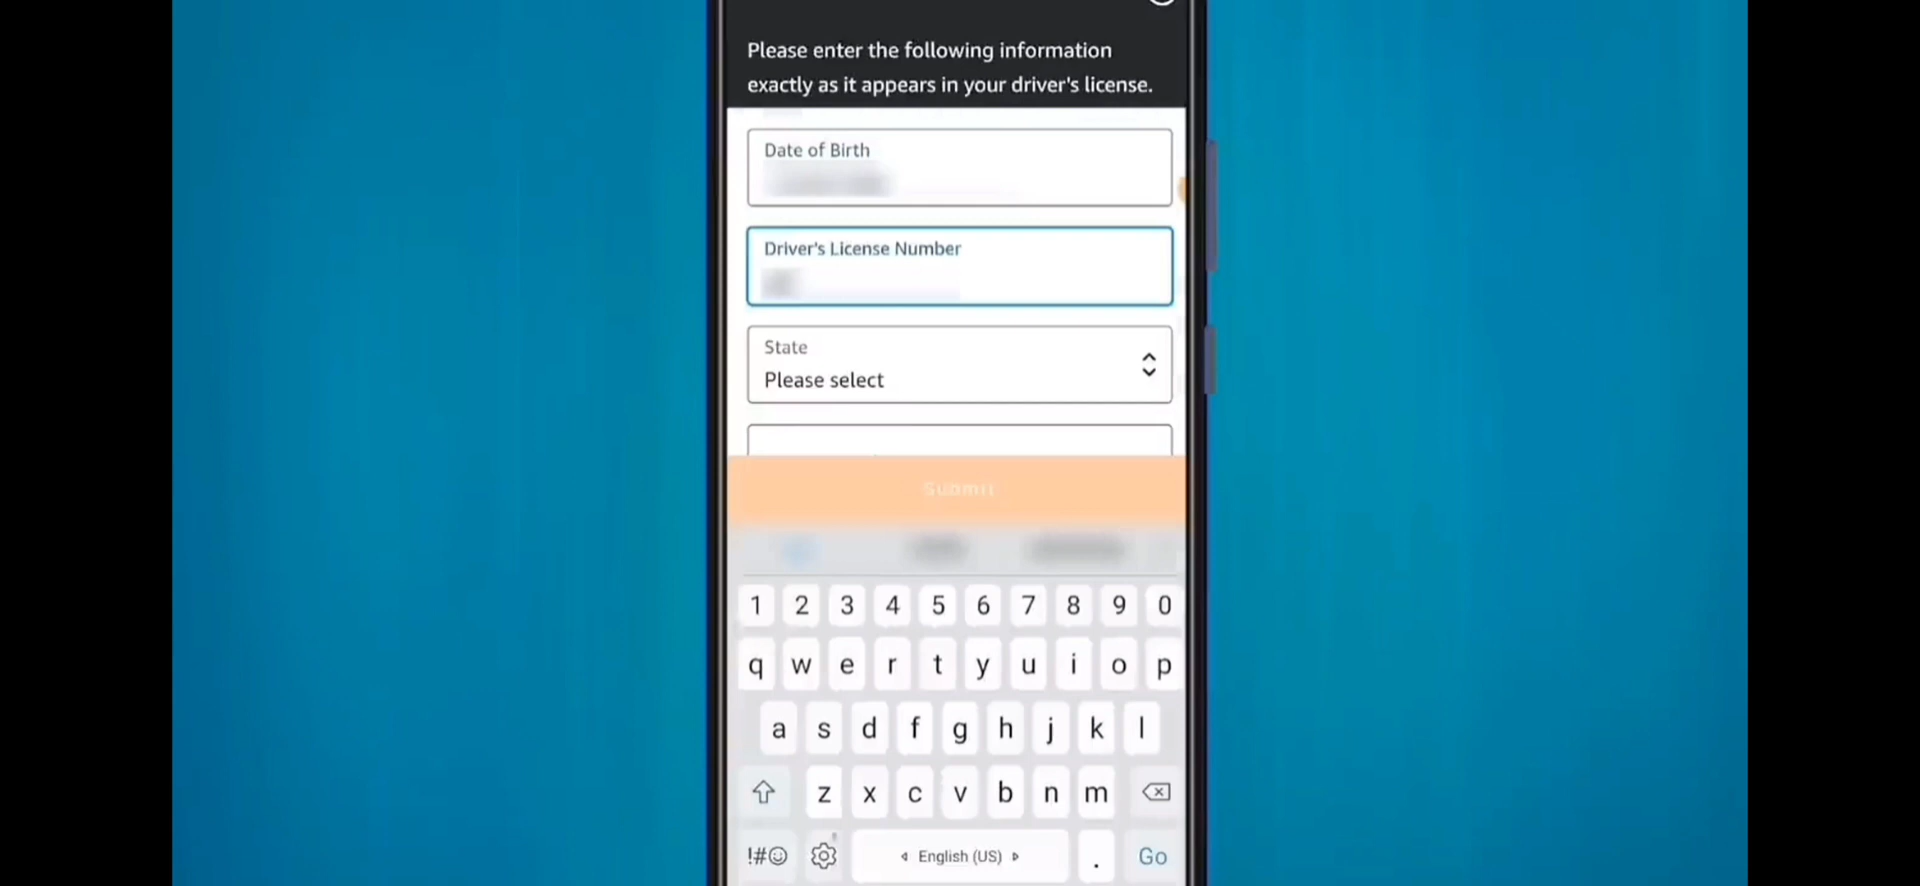 Please enter the following information
exactly as it appears in your driver's license.
Date of Birth
Driver's License Number
State
Please select
Submit
1 2 3 4 5 6 7 8 9 0
q w e r t y u i o p
a s d f g h j k l
z x c v b n m
!#☺ English (US) . Go